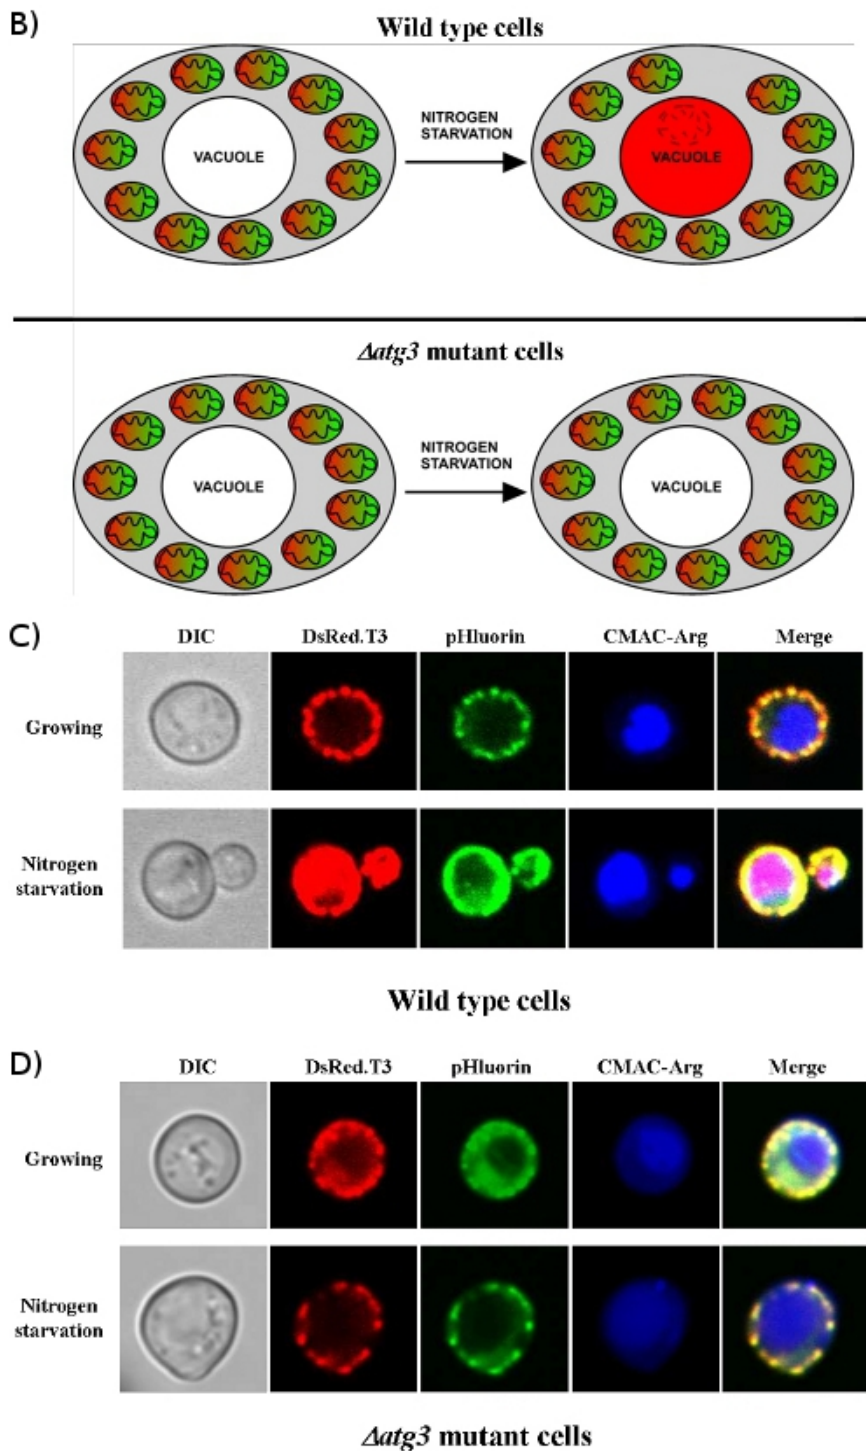 B)
Wild type cells
VACUOLE
NITROGEN
STARVATION
VACUOLE
Δatg3 mutant cells
VACUOLE
NITROGEN
STARVATION
VACUOLE
C)
DIC DsRed.T3 pHluorin CMAC-Arg Merge
Growing
Nitrogen
starvation
Wild type cells
D)
DIC DsRed.T3 pHluorin CMAC-Arg Merge
Growing
Nitrogen
starvation
Δatg3 mutant cells